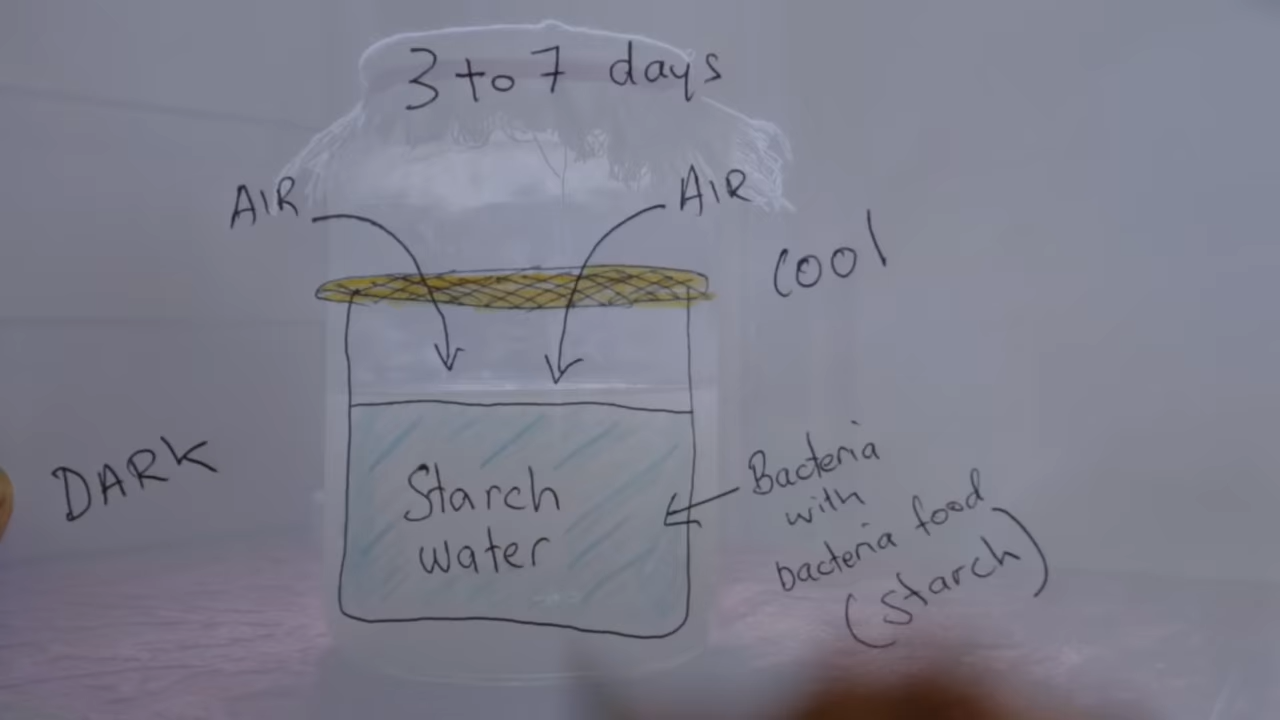 3 to 7 days
AIR
AIR
cool
DARK
Starch
water
Bacteria
with
bacteria food
(starch)